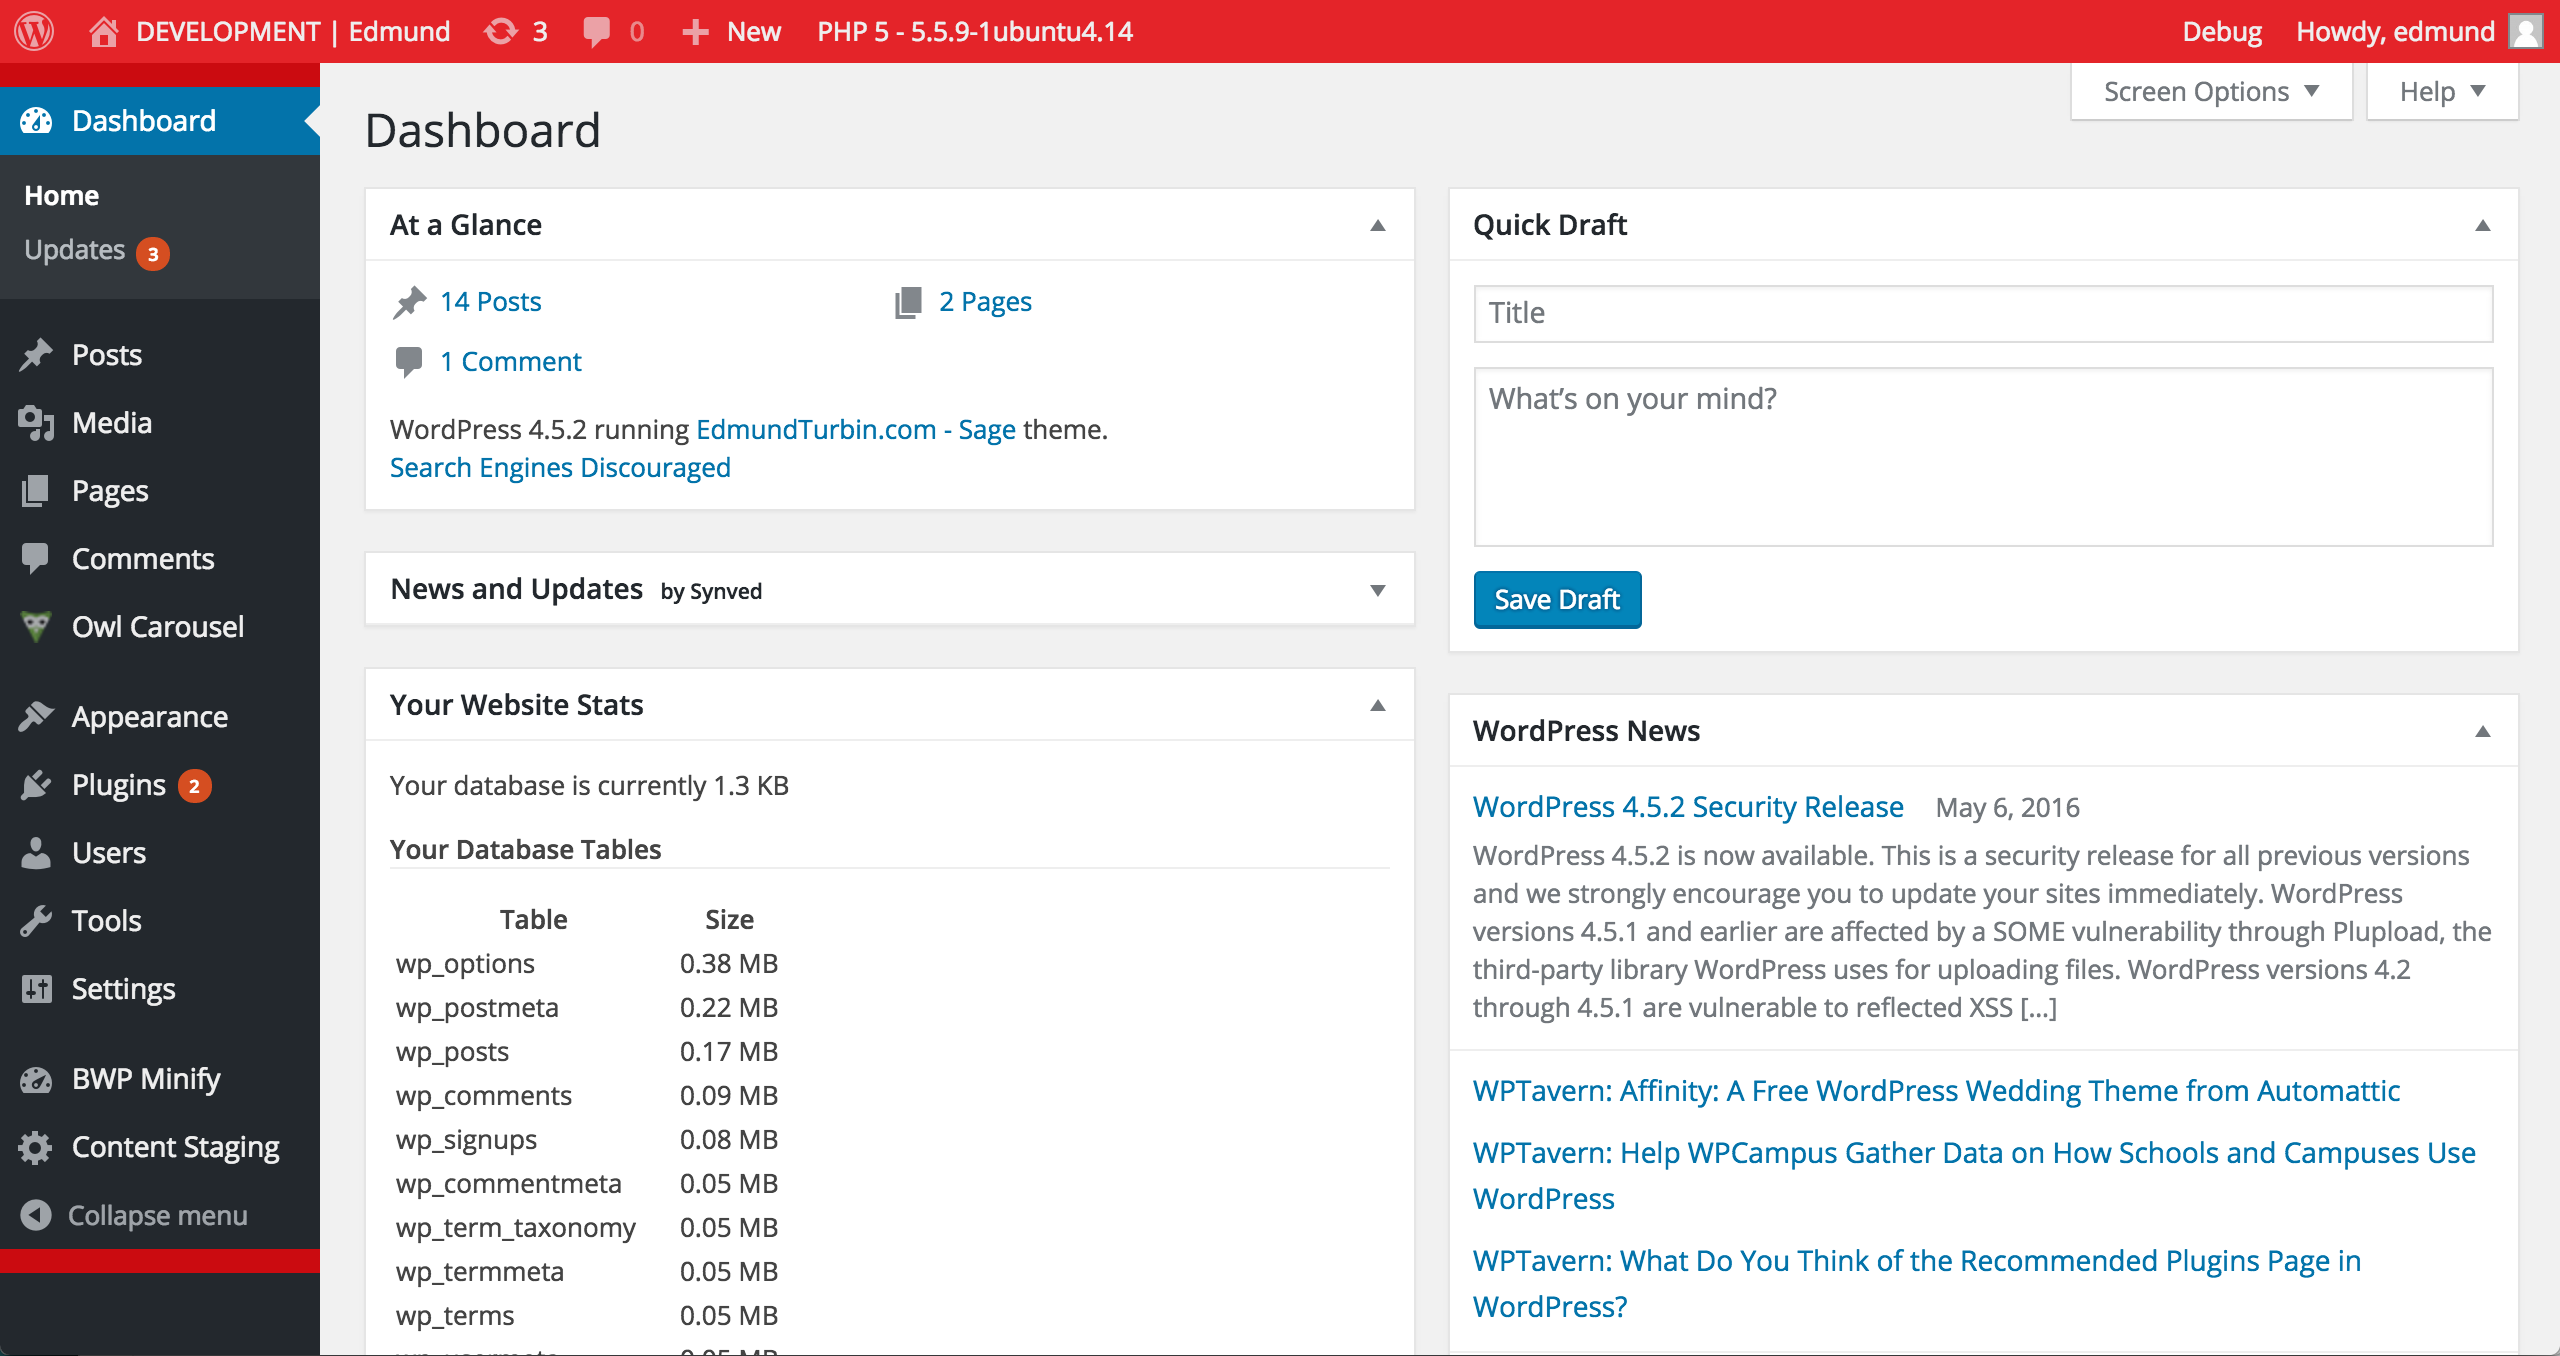 DEVELOPMENT | Edmund 3 0 New PHP 5 - 5.5.9-1ubuntu4.14 Debug Howdy, edmund
Screen Options Help
Dashboard
Home
Updates 3
Posts
Media
Pages
Comments
Owl Carousel
Appearance
Plugins 2
Users
Tools
Settings
BWP Minify
Content Staging
Collapse menu
Dashboard
At a Glance
14 Posts 2 Pages
1 Comment
WordPress 4.5.2 running EdmundTurbin.com - Sage theme.
Search Engines Discouraged
News and Updates by Synved
Your Website Stats
Your database is currently 1.3 KB
Your Database Tables
Table Size
wp_options 0.38 MB
wp_postmeta 0.22 MB
wp_posts 0.17 MB
wp_comments 0.09 MB
wp_signups 0.08 MB
wp_commentmeta 0.05 MB
wp_term_taxonomy 0.05 MB
wp_termmeta 0.05 MB
wp_terms 0.05 MB
Quick Draft
Title
What’s on your mind?
Save Draft
WordPress News
WordPress 4.5.2 Security Release May 6, 2016
WordPress 4.5.2 is now available. This is a security release for all previous versions
and we strongly encourage you to update your sites immediately. WordPress
versions 4.5.1 and earlier are affected by a SOME vulnerability through Plupload, the
third-party library WordPress uses for uploading files. WordPress versions 4.2
through 4.5.1 are vulnerable to reflected XSS […]
WPTavern: Affinity: A Free WordPress Wedding Theme from Automattic
WPTavern: Help WPCampus Gather Data on How Schools and Campuses Use
WordPress
WPTavern: What Do You Think of the Recommended Plugins Page in
WordPress?